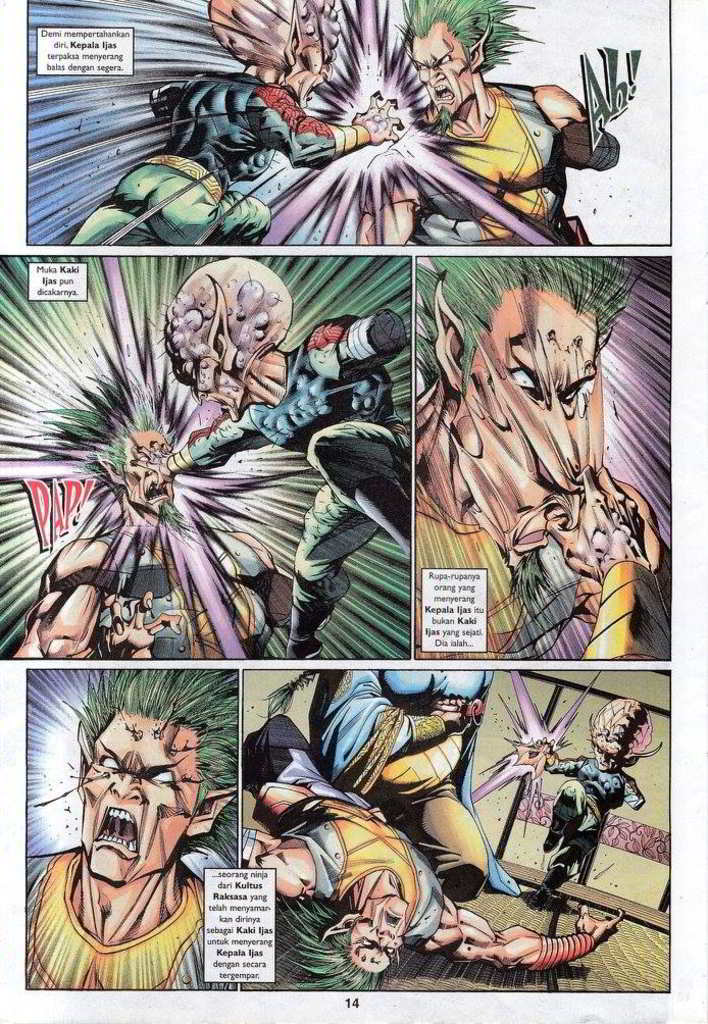 Demi mempertahankan
diri, Kepala Ijas
terpaksa menyerang
balas dengan segera.
Ah!
Muka Kaki
Ijas pun
dicakarnya.
PAP!
Rupa-rupanya
orang yang
menyerang
Kepala Ijas itu
bukan Kaki
Ijas yang sejati.
Dia ialah...
...seorang ninja
dari Kultus
Raksasa yang
telah menyamar-
kan dirinya
sebagai Kaki Ijas
untuk menyerang
Kepala Ijas
dengan secara
tergempar.
14